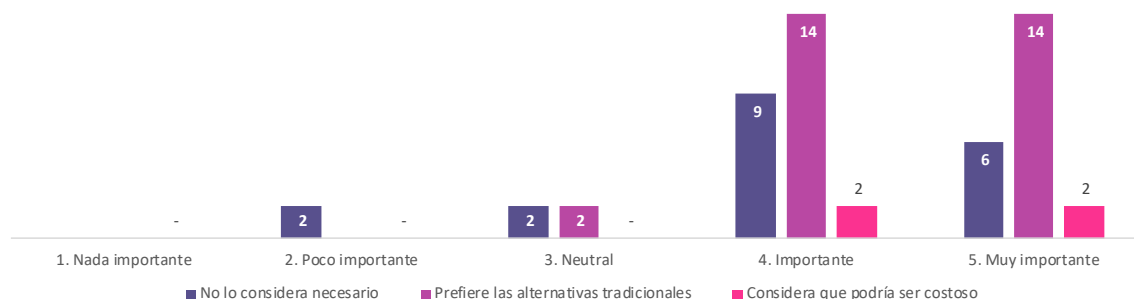 14
14
9
6
2
2
2
2
2
-
-
-
1. Nada importante
2. Poco importante
3. Neutral
4. Importante
5. Muy importante
No lo considera necesario
Prefiere las alternativas tradicionales
Considera que podría ser costoso